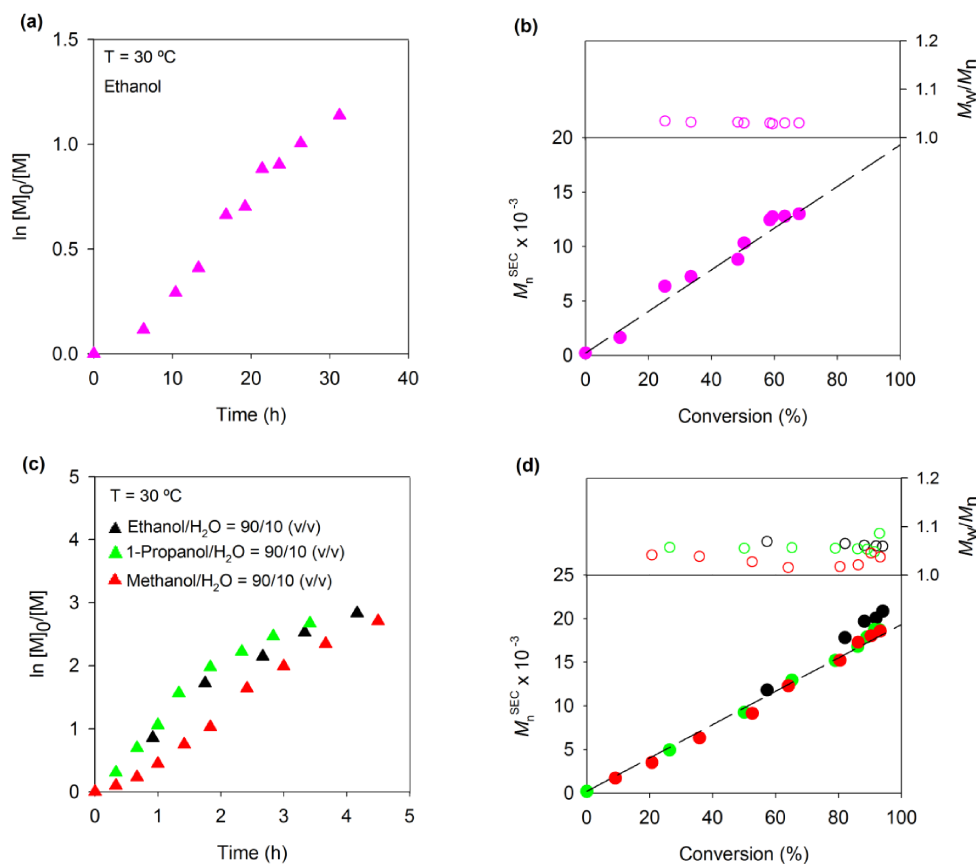 (a)
T = 30 ºC
Ethanol
ln [M]0/[M]
1.5
1.0
0.5
0.0
0 10 20 30 40
Time (h)
(b)
1.2
1.1
1.0
Mw/Mn
20
15
10
5
0
MnSEC x 10-3
0 20 40 60 80 100
Conversion (%)
(c)
T = 30 ºC
Ethanol/H2O = 90/10 (v/v)
1-Propanol/H2O = 90/10 (v/v)
Methanol/H2O = 90/10 (v/v)
ln [M]0/[M]
5
4
3
2
1
0
0 1 2 3 4 5
Time (h)
(d)
1.2
1.1
1.0
Mw/Mn
25
20
15
10
5
0
MnSEC x 10-3
0 20 40 60 80 100
Conversion (%)